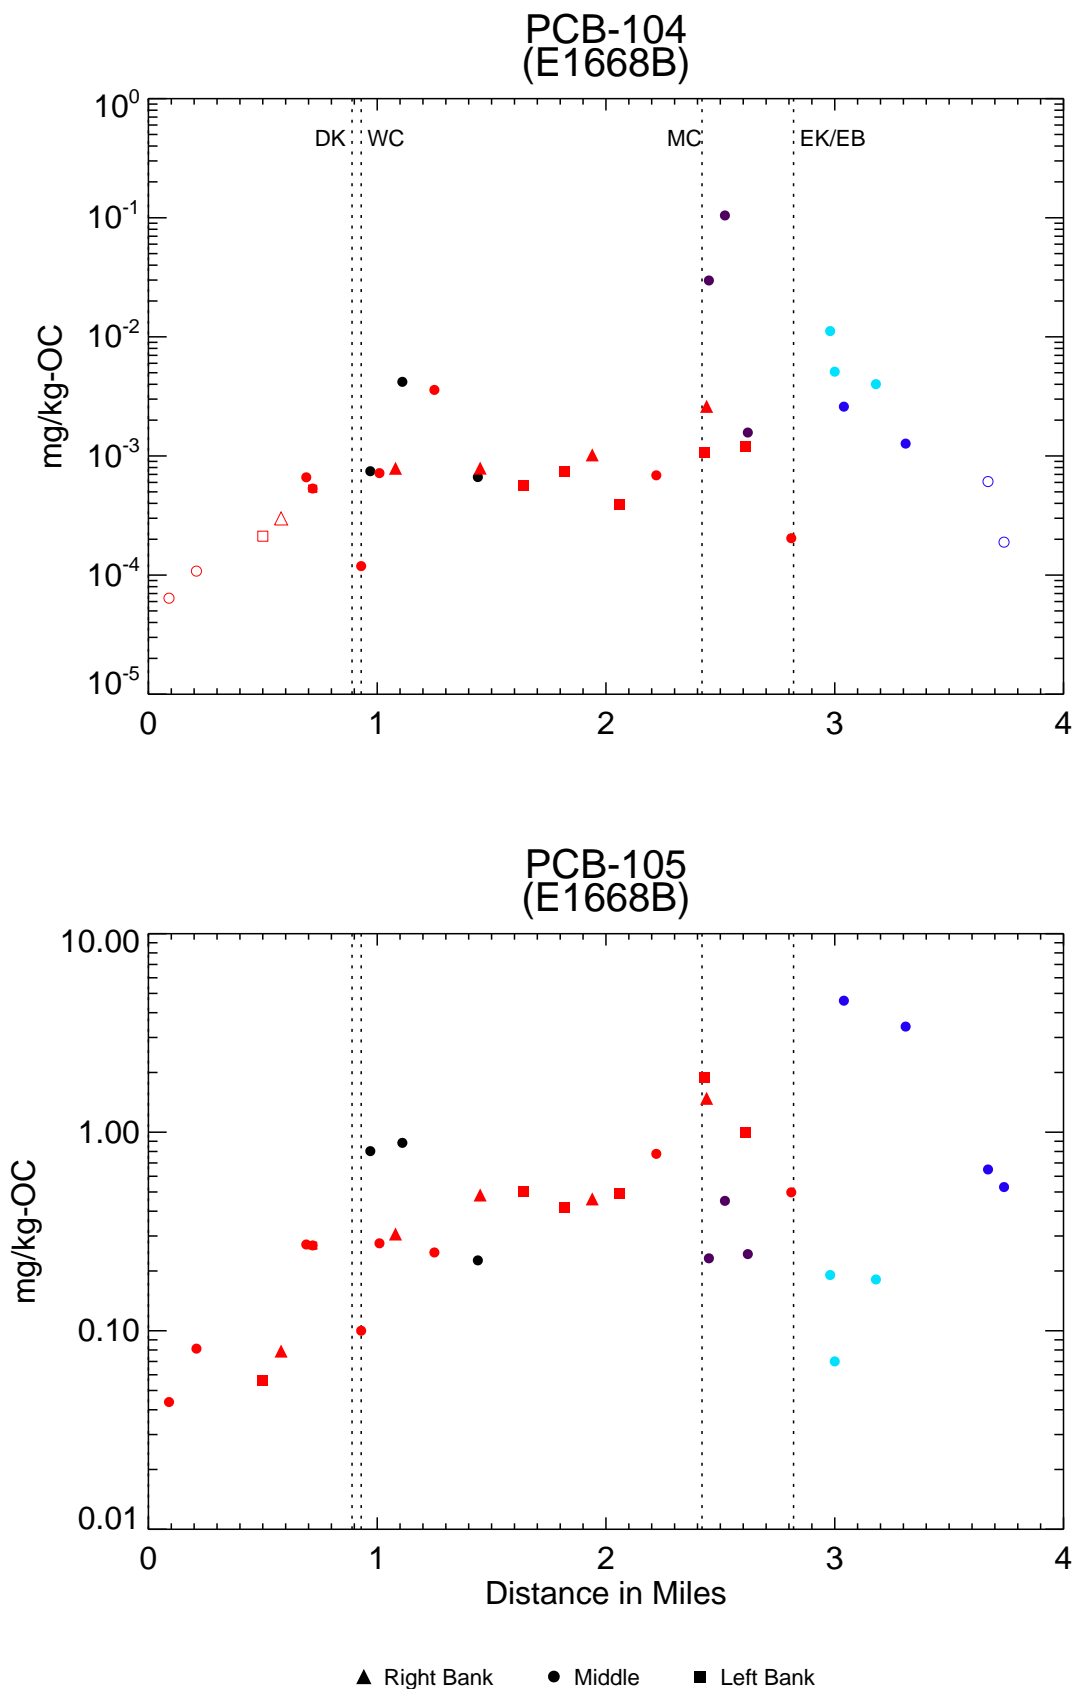 PCB-104
(E1668B)
10^0
DK WC MC EK/EB
10^-1
10^-2
mg/kg-OC
10^-3
10^-4
10^-5
0 1 2 3 4
PCB-105
(E1668B)
10.00
1.00
mg/kg-OC
0.10
0.01
0 1 2 3 4
Distance in Miles
Right Bank Middle Left Bank